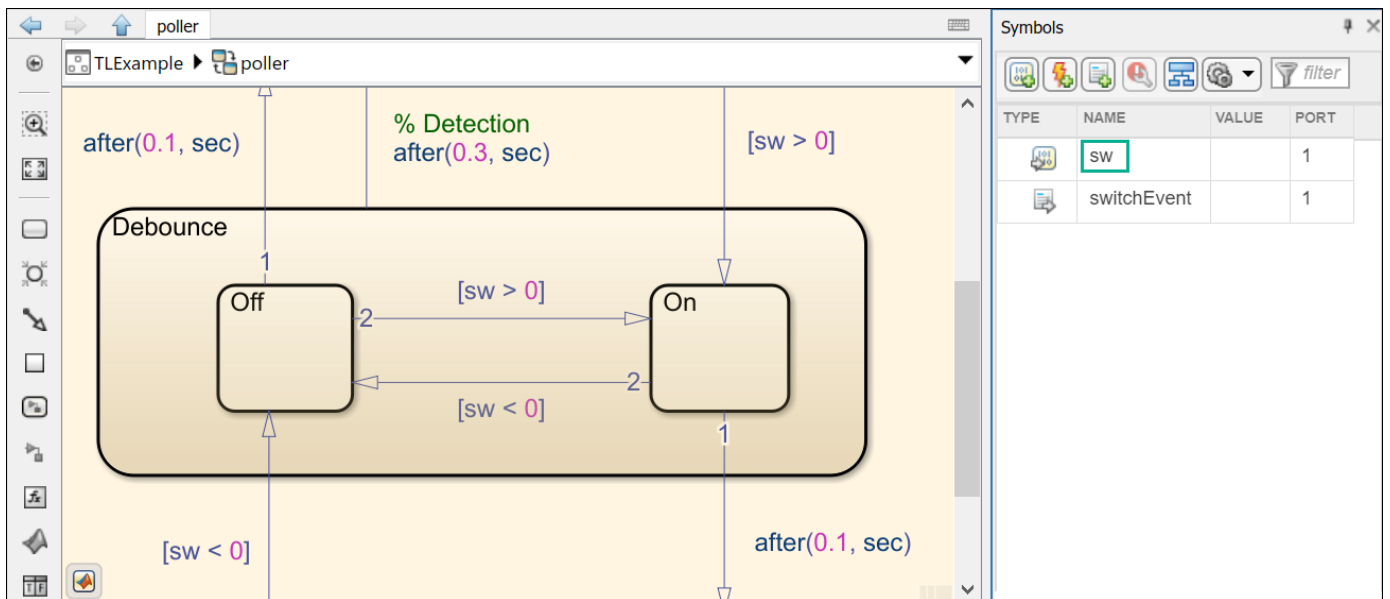 poller
Symbols
TLExample poller
filter
TYPE NAME VALUE PORT
sw 1
switchEvent 1
after(0.1, sec)
% Detection
after(0.3, sec)
[sw > 0]
Debounce
1
Off
[sw > 0]
On
2
2
[sw < 0]
1
[sw < 0]
after(0.1, sec)
fx
T F